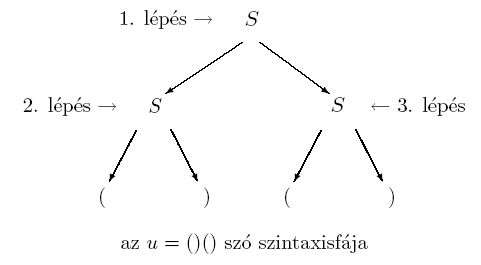 1. lépés → S
2. lépés → S S ← 3. lépés
( ) ( )
az u = ()() szó szintaxisfája